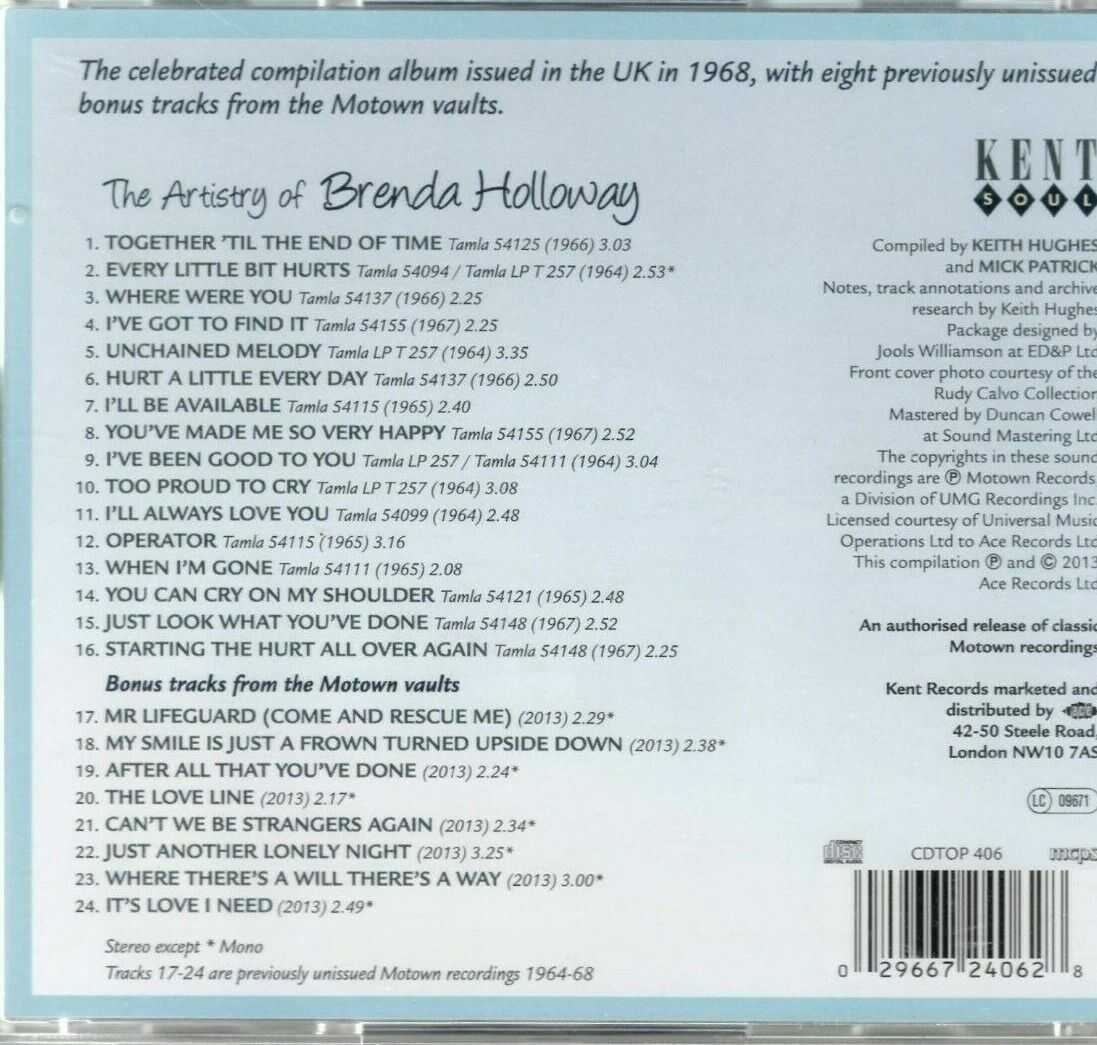 The celebrated compilation album issued in the UK in 1968, with eight previously unissued
bonus tracks from the Motown vaults.
The Artistry of Brenda Holloway
1. TOGETHER ’TIL THE END OF TIME Tamla 54125 (1966) 3.03
2. EVERY LITTLE BIT HURTS Tamla 54094 / Tamla LP T 257 (1964) 2.53*
3. WHERE WERE YOU Tamla 54137 (1966) 2.25
4. I’VE GOT TO FIND IT Tamla 54155 (1967) 2.25
5. UNCHAINED MELODY Tamla LP T 257 (1964) 3.35
6. HURT A LITTLE EVERY DAY Tamla 54137 (1966) 2.50
7. I’LL BE AVAILABLE Tamla 54115 (1965) 2.40
8. YOU’VE MADE ME SO VERY HAPPY Tamla 54155 (1967) 2.52
9. I’VE BEEN GOOD TO YOU Tamla LP 257 / Tamla 54111 (1964) 3.04
10. TOO PROUD TO CRY Tamla LP T 257 (1964) 3.08
11. I’LL ALWAYS LOVE YOU Tamla 54099 (1964) 2.48
12. OPERATOR Tamla 54115 (1965) 3.16
13. WHEN I’M GONE Tamla 54111 (1965) 2.08
14. YOU CAN CRY ON MY SHOULDER Tamla 54121 (1965) 2.48
15. JUST LOOK WHAT YOU’VE DONE Tamla 54148 (1967) 2.52
16. STARTING THE HURT ALL OVER AGAIN Tamla 54148 (1967) 2.25
Bonus tracks from the Motown vaults
17. MR LIFEGUARD (COME AND RESCUE ME) (2013) 2.29*
18. MY SMILE IS JUST A FROWN TURNED UPSIDE DOWN (2013) 2.38*
19. AFTER ALL THAT YOU’VE DONE (2013) 2.24*
20. THE LOVE LINE (2013) 2.17*
21. CAN’T WE BE STRANGERS AGAIN (2013) 2.34*
22. JUST ANOTHER LONELY NIGHT (2013) 3.25*
23. WHERE THERE’S A WILL THERE’S A WAY (2013) 3.00*
24. IT’S LOVE I NEED (2013) 2.49*
Stereo except * Mono
Tracks 17-24 are previously unissued Motown recordings 1964-68
KENT
SOUL
Compiled by KEITH HUGHES
and MICK PATRICK
Notes, track annotations and archive
research by Keith Hughes
Package designed by
Jools Williamson at ED&P Ltd
Front cover photo courtesy of the
Rudy Calvo Collection
Mastered by Duncan Cowell
at Sound Mastering Ltd
The copyrights in these sound
recordings are ℗ Motown Records,
a Division of UMG Recordings Inc.
Licensed courtesy of Universal Music
Operations Ltd to Ace Records Ltd
This compilation ℗ and © 2013
Ace Records Ltd
An authorised release of classic
Motown recordings
Kent Records marketed and
distributed by ACE
42-50 Steele Road,
London NW10 7AS
LC 09671
disc
DIGITAL AUDIO
CDTOP 406
mcps
0 29667 24062 8